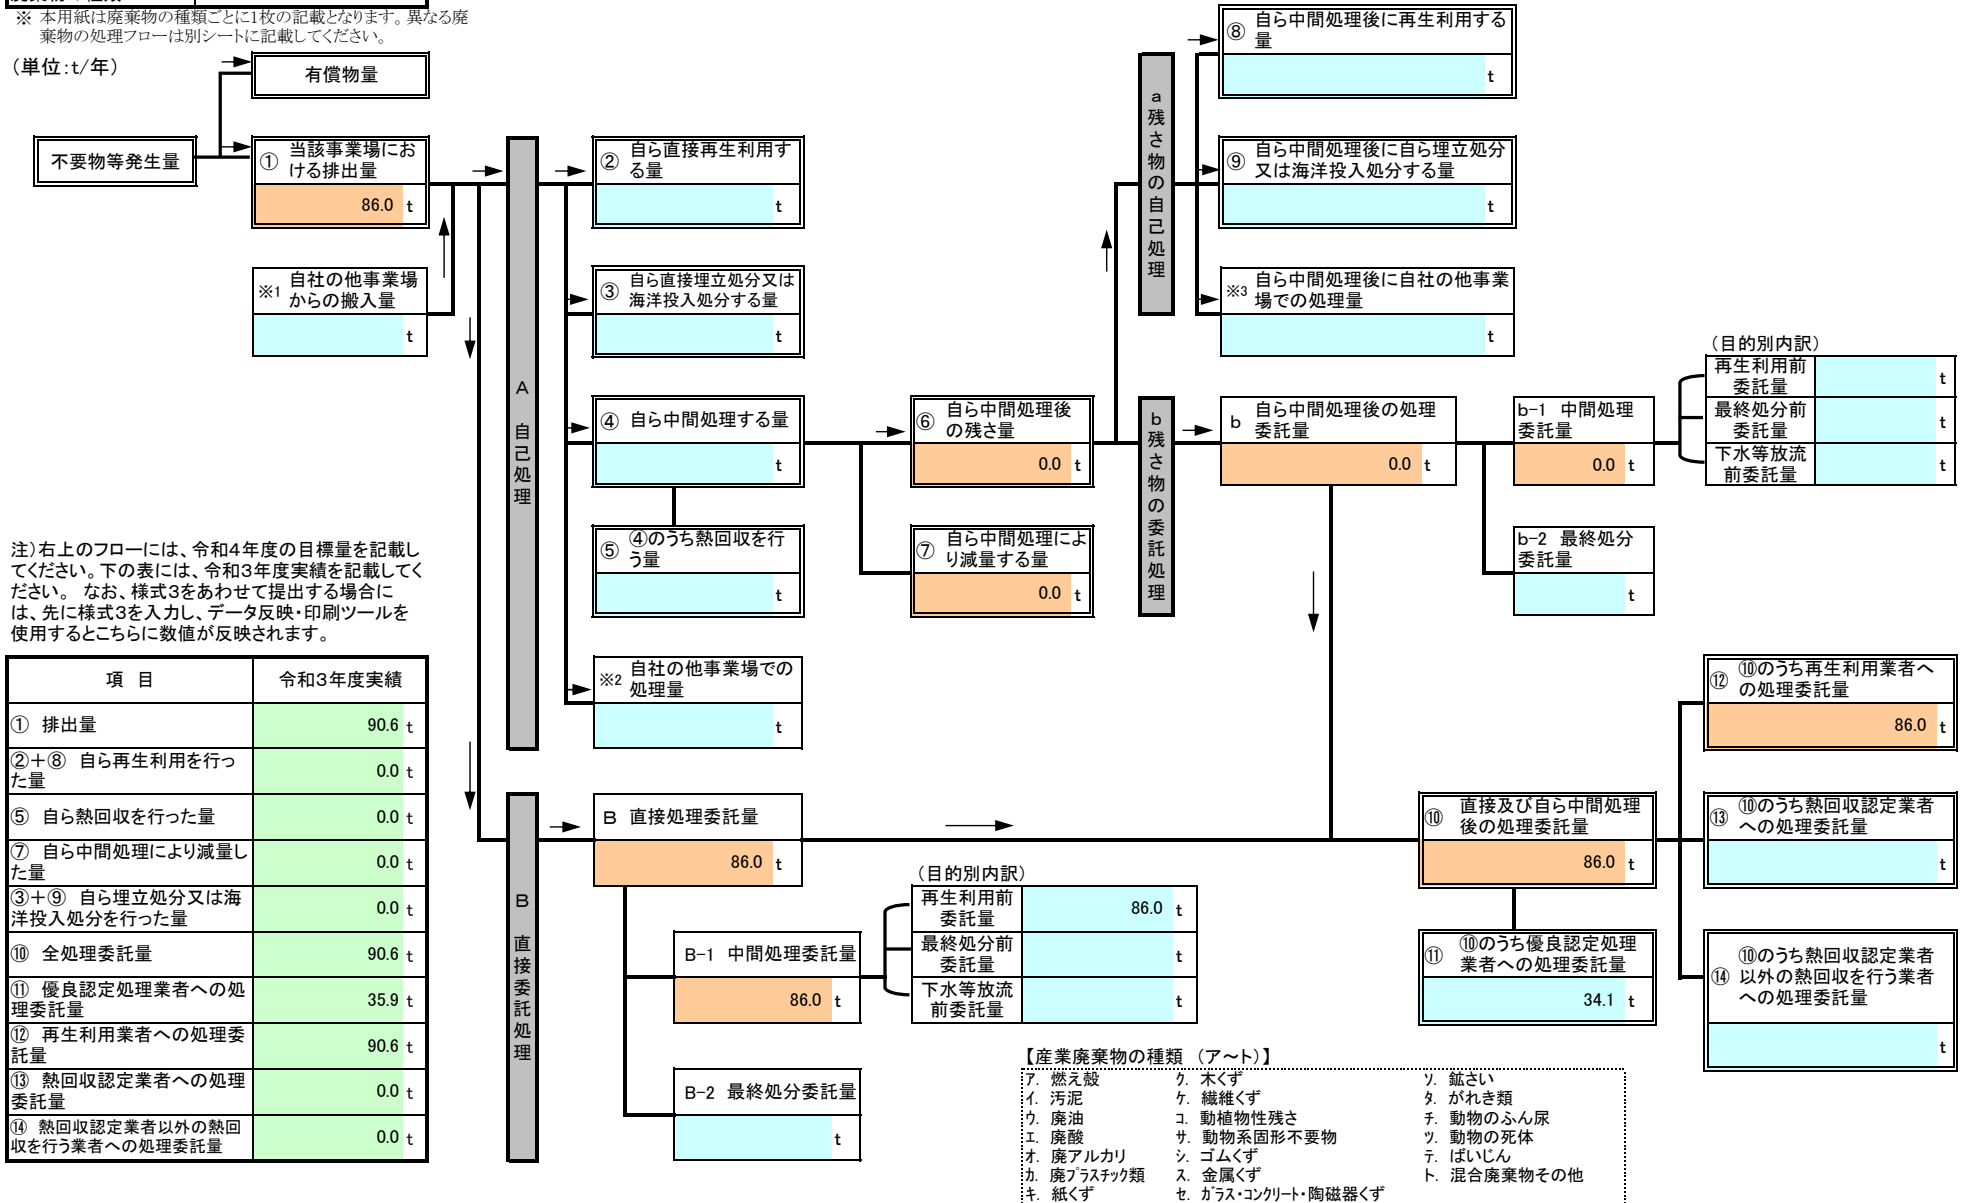 ※ 本用紙は廃棄物の種類ごとに1枚の記載となります。異なる廃
棄物の処理フローは別シートに記載してください。
（単位:t/年）
有償物量
不要物等発生量
① 当該事業場にお
ける排出量
86.0 t
※1 自社の他事業場
からの搬入量
t
A 自己処理
② 自ら直接再生利用す
る量
t
③ 自ら直接埋立処分又は
海洋投入処分する量
t
④ 自ら中間処理する量
t
⑤ ④のうち熱回収を行
う量
t
※2 自社の他事業場での
処理量
t
⑥ 自ら中間処理後
の残さ量
0.0 t
⑦ 自ら中間処理によ
り減量する量
0.0 t
a残さ物の自己処理
⑧ 自ら中間処理後に再生利用する
量
t
⑨ 自ら中間処理後に自ら埋立処分
又は海洋投入処分する量
t
※3 自ら中間処理後に自社の他事業
場での処理量
t
b残さ物の委託処理
b 自ら中間処理後の処理
委託量
0.0 t
b-1 中間処理
委託量
0.0 t
（目的別内訳）
再生利用前
委託量
t
最終処分前
委託量
t
下水等放流
前委託量
t
b-2 最終処分
委託量
t
注）右上のフローには、令和4年度の目標量を記載し
てください。下の表には、令和3年度実績を記載してく
ださい。 なお、様式3をあわせて提出する場合に
は、先に様式3を入力し、データ反映・印刷ツールを
使用するとこちらに数値が反映されます。
項 目 令和3年度実績
① 排出量 90.6 t
②＋⑧ 自ら再生利用を行っ
た量 0.0 t
⑤ 自ら熱回収を行った量 0.0 t
⑦ 自ら中間処理により減量し
た量 0.0 t
③＋⑨ 自ら埋立処分又は海
洋投入処分を行った量 0.0 t
⑩ 全処理委託量 90.6 t
⑪ 優良認定処理業者への処
理委託量 35.9 t
⑫ 再生利用業者への処理委
託量 90.6 t
⑬ 熱回収認定業者への処理
委託量 0.0 t
⑭ 熱回収認定業者以外の熱回
収を行う業者への処理委託量 0.0 t
B 直接委託処理
B 直接処理委託量
86.0 t
B-1 中間処理委託量
86.0 t
B-2 最終処分委託量
t
（目的別内訳）
再生利用前
委託量
86.0 t
最終処分前
委託量
t
下水等放流
前委託量
t
⑩ 直接及び自ら中間処理
後の処理委託量
86.0 t
⑪ ⑩のうち優良認定処理
業者への処理委託量
34.1 t
⑫ ⑩のうち再生利用業者へ
の処理委託量
86.0 t
⑬ ⑩のうち熱回収認定業者
への処理委託量
t
⑭ ⑩のうち熱回収認定業者
以外の熱回収を行う業者
への処理委託量
t
【産業廃棄物の種類 （ア～ト）】
ア. 燃え殻 ク. 木くず ソ. 鉱さい
イ. 汚泥 ケ. 繊維くず タ. がれき類
ウ. 廃油 コ. 動植物性残さ チ. 動物のふん尿
エ. 廃酸 サ. 動物系固形不要物 ツ. 動物の死体
オ. 廃アルカリ シ. ゴムくず テ. ばいじん
カ. 廃プラスチック類 ス. 金属くず ト. 混合廃棄物その他
キ. 紙くず セ. ガラス・コンクリート・陶磁器くず